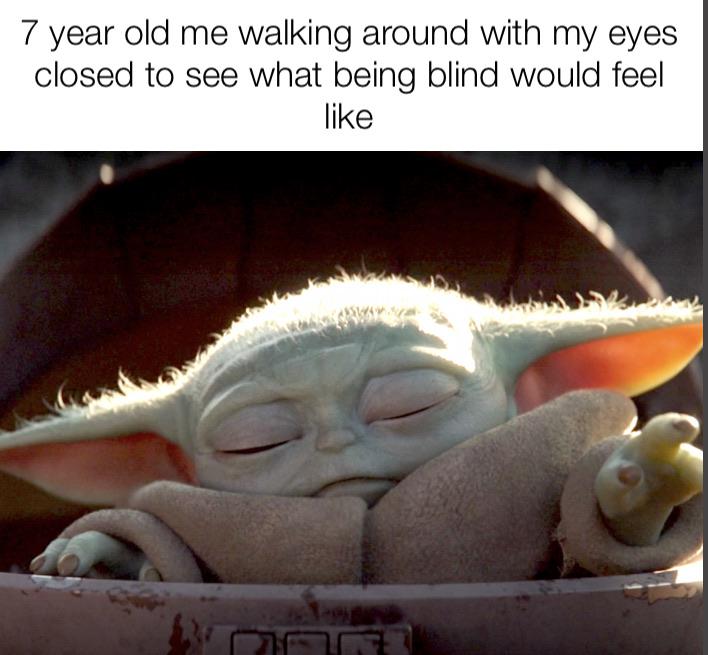 7 year old me walking around with my eyes
closed to see what being blind would feel
like